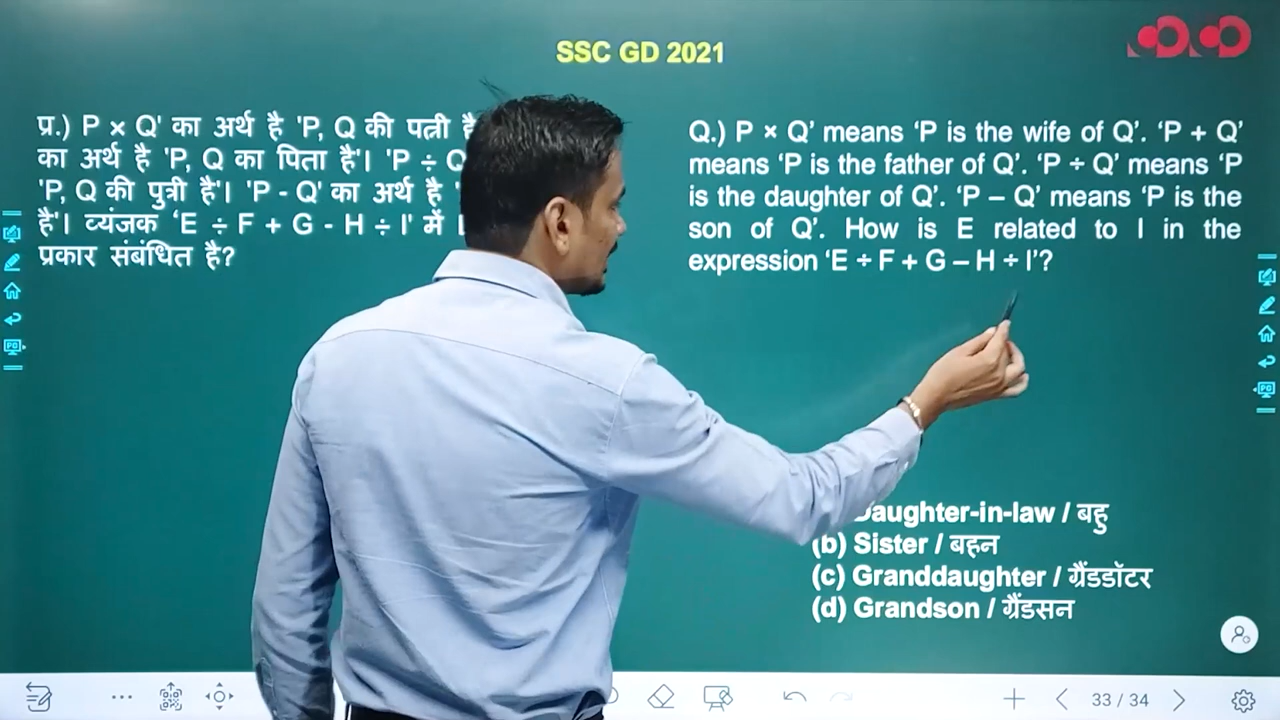 SSC GD 2021
प्र.) P × Q' का अर्थ है 'P, Q की पत्नी है
का अर्थ है 'P, Q का पिता है'। 'P ÷ Q
'P, Q की पुत्री है'। 'P - Q' का अर्थ है '
है'। व्यंजक ‘E ÷ F + G - H ÷ I' में
प्रकार संबंधित है?
Q.) P × Q’ means ‘P is the wife of Q’. ‘P + Q’
means ‘P is the father of Q’. ‘P ÷ Q’ means ‘P
is the daughter of Q’. ‘P – Q’ means ‘P is the
son of Q’. How is E related to I in the
expression ‘E ÷ F + G – H ÷ I’?
Daughter-in-law / बहु
(b) Sister / बहन
(c) Granddaughter / ग्रैंडडॉटर
(d) Grandson / ग्रैंडसन
33 / 34